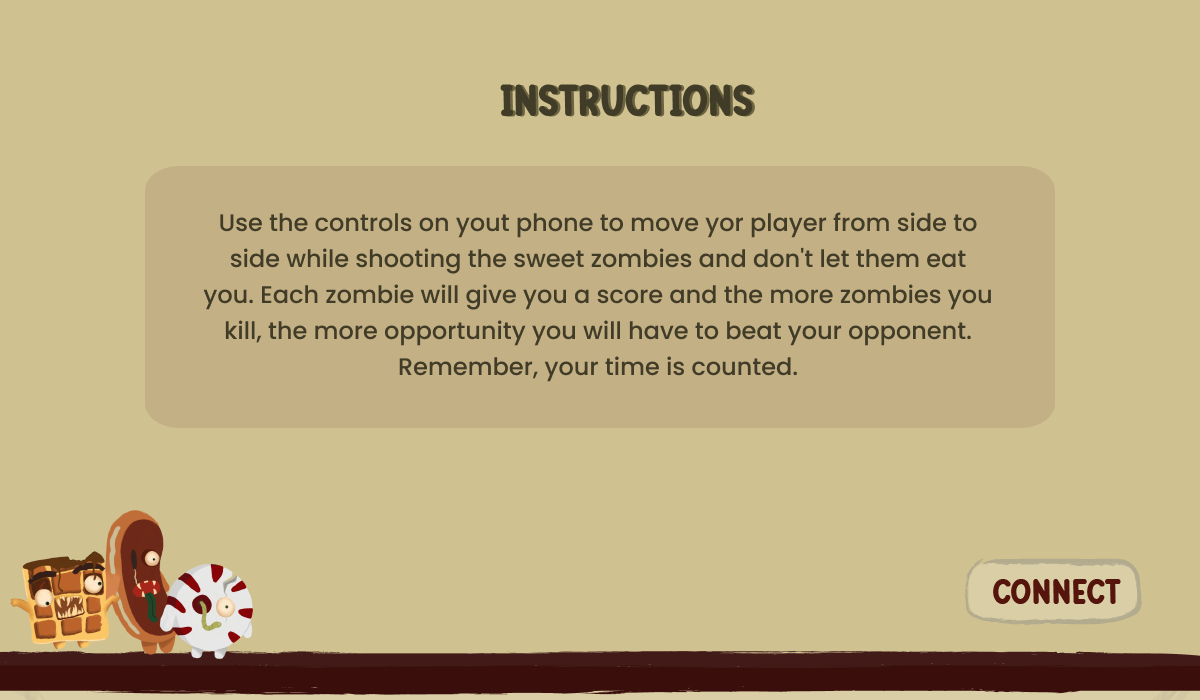 INSTRUCTIONS
Use the controls on yout phone to move yor player from side to
side while shooting the sweet zombies and don't let them eat
you. Each zombie will give you a score and the more zombies you
kill, the more opportunity you will have to beat your opponent.
Remember, your time is counted.
CONNECT